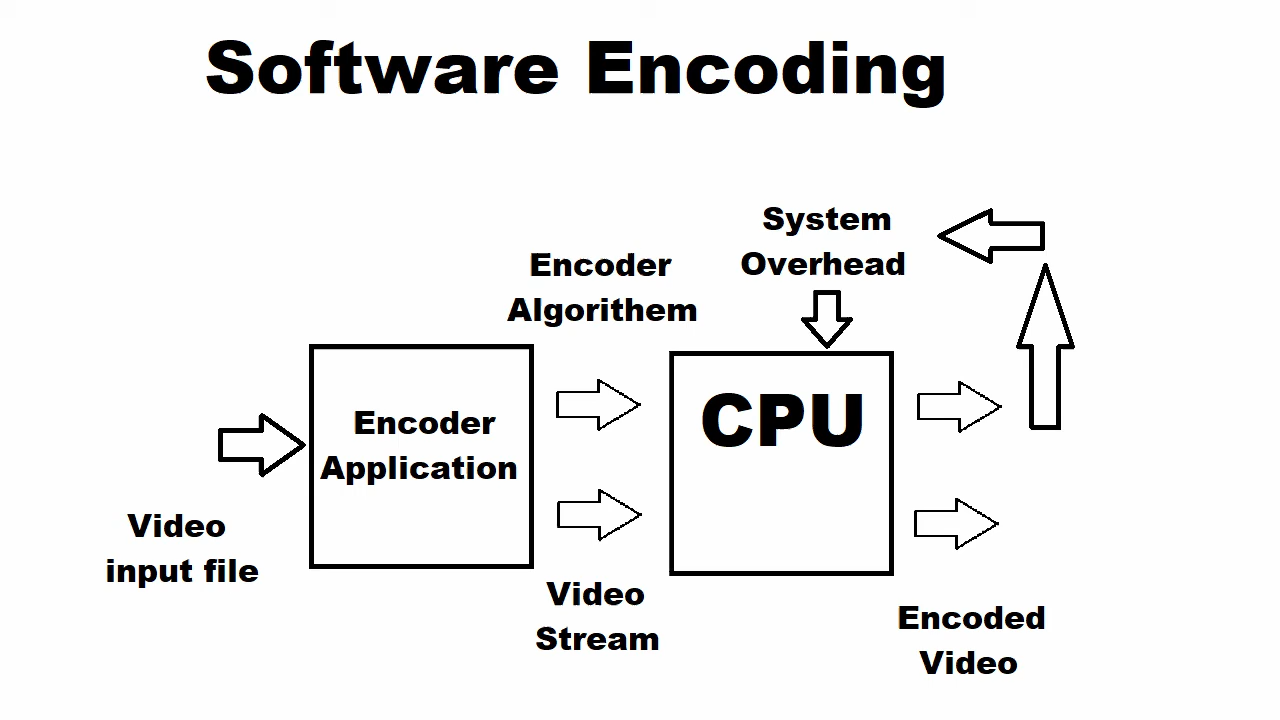 Software Encoding
System
Overhead
Encoder
Algorithem
Encoder
Application
CPU
Video
input file
Video
Stream
Encoded
Video